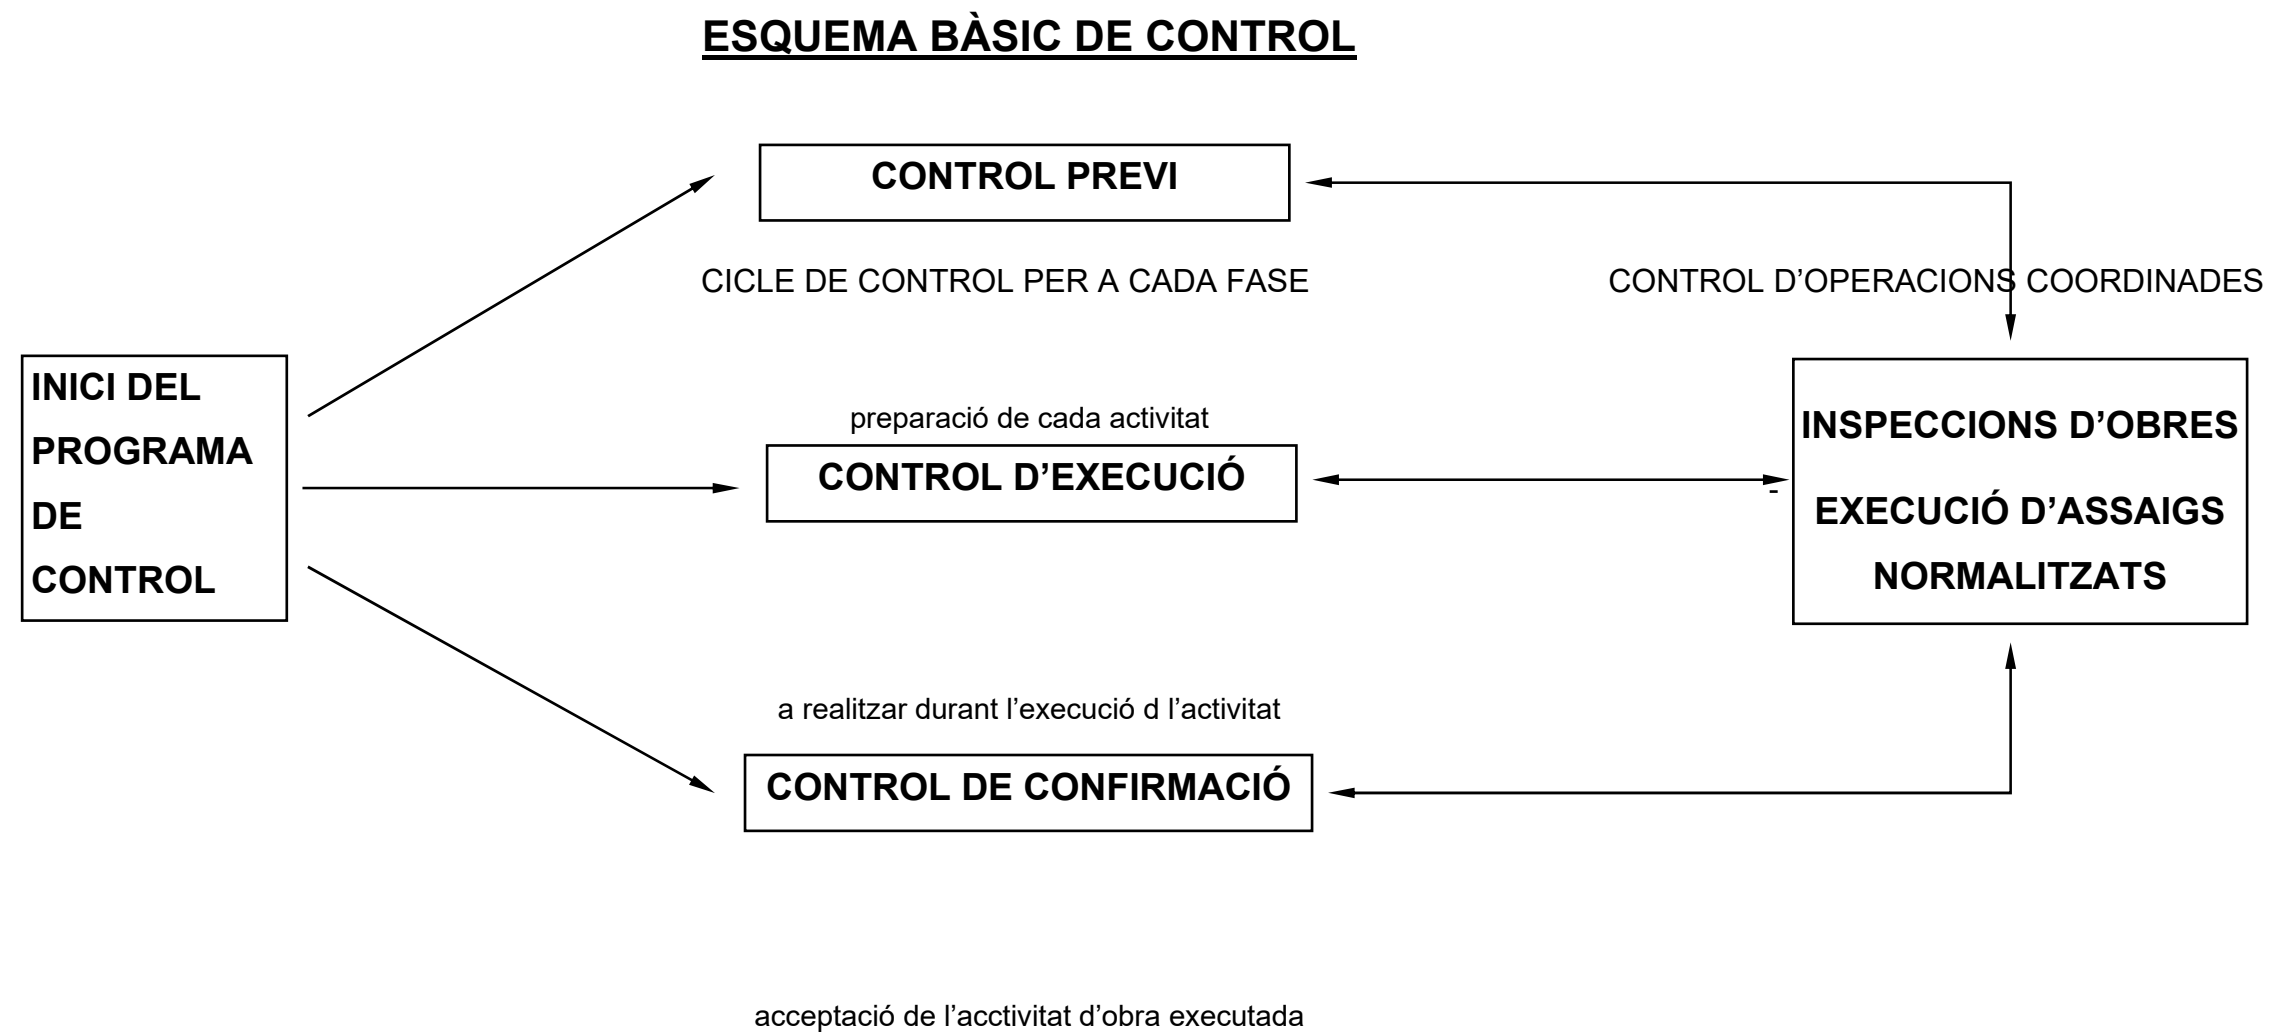 ESQUEMA BÀSIC DE CONTROL
CONTROL PREVI
CICLE DE CONTROL PER A CADA FASE
CONTROL D’OPERACIONS COORDINADES
INICI DEL
PROGRAMA
DE
CONTROL
preparació de cada activitat
CONTROL D’EXECUCIÓ
-
INSPECCIONS D’OBRES
EXECUCIÓ D’ASSAIGS
NORMALITZATS
a realitzar durant l’execució d l’activitat
CONTROL DE CONFIRMACIÓ
acceptació de l’acctivitat d’obra executada